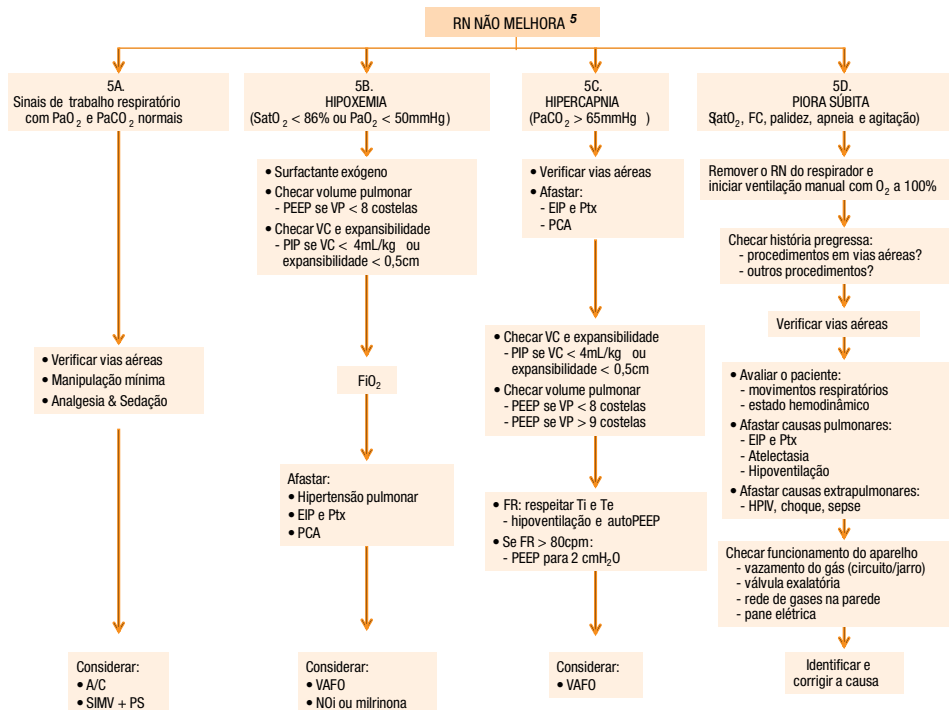 RN NÃO MELHORA 5
5A.
Sinais de trabalho respiratório
com PaO2 e PaCO2 normais
• Verificar vias aéreas
• Manipulação mínima
• Analgesia & Sedação
Considerar:
• A/C
• SIMV + PS
5B.
HIPOXEMIA
(SatO2 < 86% ou PaO2 < 50mmHg)
• Surfactante exógeno
• Checar volume pulmonar
- PEEP se VP < 8 costelas
• Checar VC e expansibilidade
- PIP se VC < 4mL/kg ou
expansibilidade < 0,5cm
FiO2
Afastar:
• Hipertensão pulmonar
• EIP e Ptx
• PCA
Considerar:
• VAFO
• NOi ou milrinona
5C.
HIPERCAPNIA
(PaCO2 > 65mmHg )
• Verificar vias aéreas
• Afastar:
- EIP e Ptx
- PCA
• Checar VC e expansibilidade
- PIP se VC < 4mL/kg ou
expansibilidade < 0,5cm
• Checar volume pulmonar
- PEEP se VP < 8 costelas
- PEEP se VP > 9 costelas
• FR: respeitar Ti e Te
- hipoventilação e autoPEEP
• Se FR > 80cpm:
- PEEP para 2 cmH2O
Considerar:
• VAFO
5D.
PIORA SÚBITA
(SatO2, FC, palidez, apneia e agitação)
Remover o RN do respirador e
iniciar ventilação manual com O2 a 100%
Checar história pregressa:
- procedimentos em vias aéreas?
- outros procedimentos?
Verificar vias aéreas
• Avaliar o paciente:
- movimentos respiratórios
- estado hemodinâmico
• Afastar causas pulmonares:
- EIP e Ptx
- Atelectasia
- Hipoventilação
• Afastar causas extrapulmonares:
- HPIV, choque, sepse
Checar funcionamento do aparelho
- vazamento do gás (circuito/jarro)
- válvula exalatória
- rede de gases na parede
- pane elétrica
Identificar e
corrigir a causa